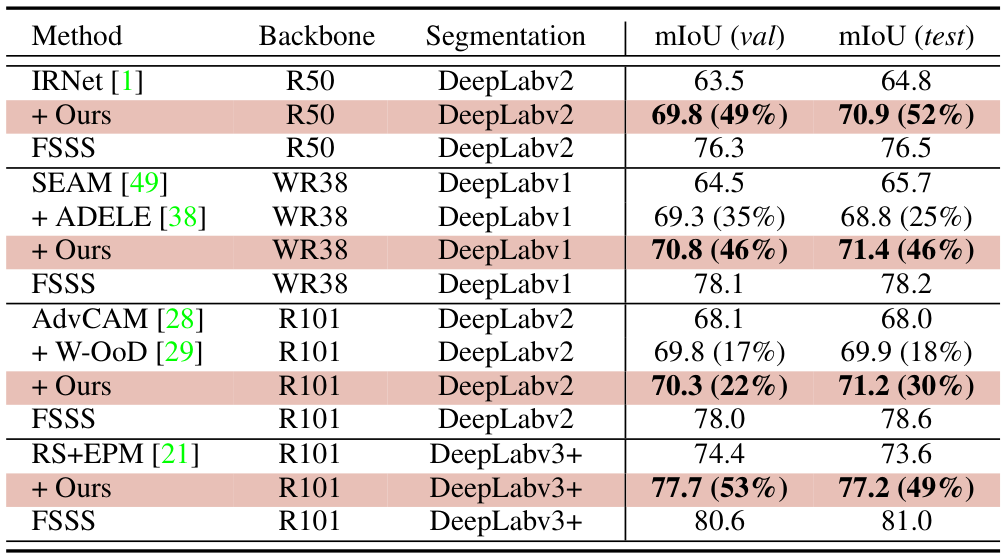 Method Backbone Segmentation mIoU (val) mIoU (test)
IRNet [1] R50 DeepLabv2 63.5 64.8
+ Ours R50 DeepLabv2 69.8 (49%) 70.9 (52%)
FSSS R50 DeepLabv2 76.3 76.5
SEAM [49] WR38 DeepLabv1 64.5 65.7
+ ADELE [38] WR38 DeepLabv1 69.3 (35%) 68.8 (25%)
+ Ours WR38 DeepLabv1 70.8 (46%) 71.4 (46%)
FSSS WR38 DeepLabv1 78.1 78.2
AdvCAM [28] R101 DeepLabv2 68.1 68.0
+ W-OoD [29] R101 DeepLabv2 69.8 (17%) 69.9 (18%)
+ Ours R101 DeepLabv2 70.3 (22%) 71.2 (30%)
FSSS R101 DeepLabv2 78.0 78.6
RS+EPM [21] R101 DeepLabv3+ 74.4 73.6
+ Ours R101 DeepLabv3+ 77.7 (53%) 77.2 (49%)
FSSS R101 DeepLabv3+ 80.6 81.0